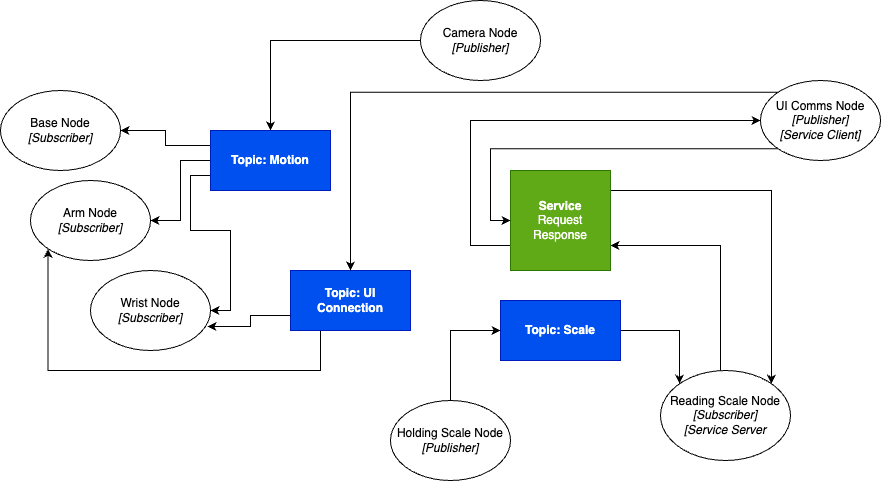 Camera Node
[Publisher]
UI Comms Node
[Publisher]
[Service Client]
Base Node
[Subscriber]
Topic: Motion
Arm Node
[Subscriber]
Service
Request
Response
Wrist Node
[Subscriber]
Topic: UI
Connection
Topic: Scale
Reading Scale Node
[Subscriber]
[Service Server
Holding Scale Node
[Publisher]